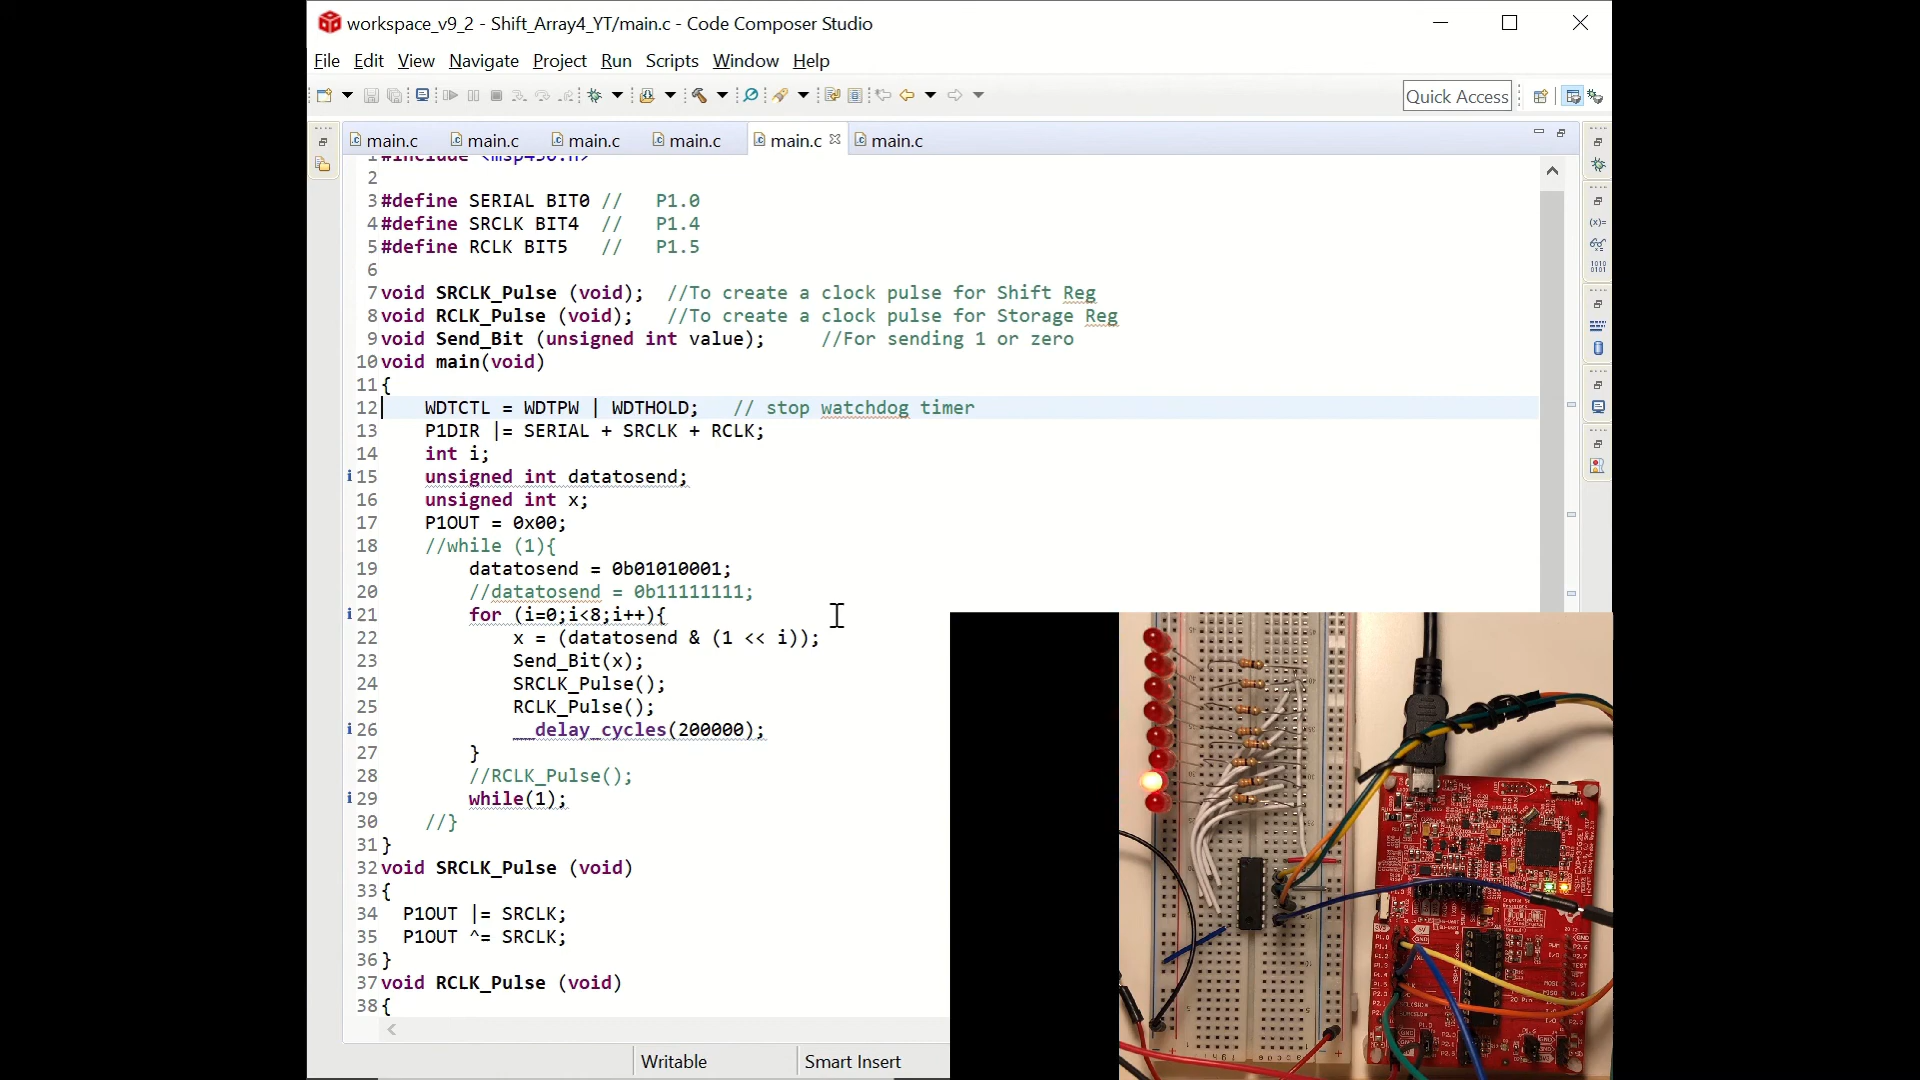 workspace_v9_2 - Shift_Array4_YT/main.c - Code Composer Studio
File Edit View Navigate Project Run Scripts Window Help
Quick Access
main.c main.c main.c main.c main.c main.c
1 #include <msp430.h>
2
3 #define SERIAL BIT0 // P1.0
4 #define SRCLK BIT4 // P1.4
5 #define RCLK BIT5 // P1.5
6
7 void SRCLK_Pulse (void); //To create a clock pulse for Shift Reg
8 void RCLK_Pulse (void); //To create a clock pulse for Storage Reg
9 void Send_Bit (unsigned int value); //For sending 1 or zero
10 void main(void)
11 {
12 WDTCTL = WDTPW | WDTHOLD; // stop watchdog timer
13 P1DIR |= SERIAL + SRCLK + RCLK;
14 int i;
15 unsigned int datatosend;
16 unsigned int x;
17 P1OUT = 0x00;
18 //while (1){
19 datatosend = 0b01010001;
20 //datatosend = 0b11111111;
21 for (i=0;i<8;i++){
22 x = (datatosend & (1 << i));
23 Send_Bit(x);
24 SRCLK_Pulse();
25 RCLK_Pulse();
26 __delay_cycles(200000);
27 }
28 //RCLK_Pulse();
29 while(1);
30 //}
31 }
32 void SRCLK_Pulse (void)
33 {
34 P1OUT |= SRCLK;
35 P1OUT ^= SRCLK;
36 }
37 void RCLK_Pulse (void)
38 {
Writable Smart Insert